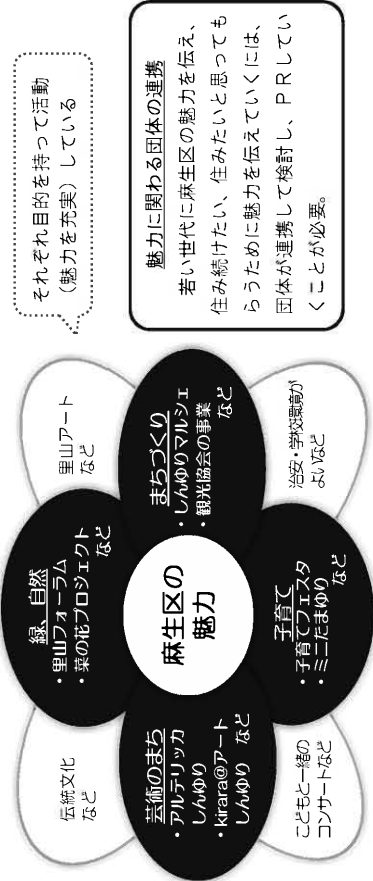 伝統文化
など
緑、自然
・里山フォーラム
・菜の花プロジェクト
など
里山アート
など
それぞれ目的を持って活動
（魅力を充実）している
芸術のまち
・アルテリッカ
しんゆり
・kirara@アート
しんゆり など
麻生区の
魅力
まちづくり
・しんゆりマルシェ
・観光協会の事業
など
こどもと一緒の
コンサートなど
子育て
・子育てフェスタ
・ミニたまゆり
など
治安・学校環境が
よいなど
魅力に関わる団体の連携
若い世代に麻生区の魅力を伝え、
住み続けたい、住みたいと思っても
らうために魅力を伝えていくには、
団体が連携して検討し、ＰＲしてい
くことが必要。